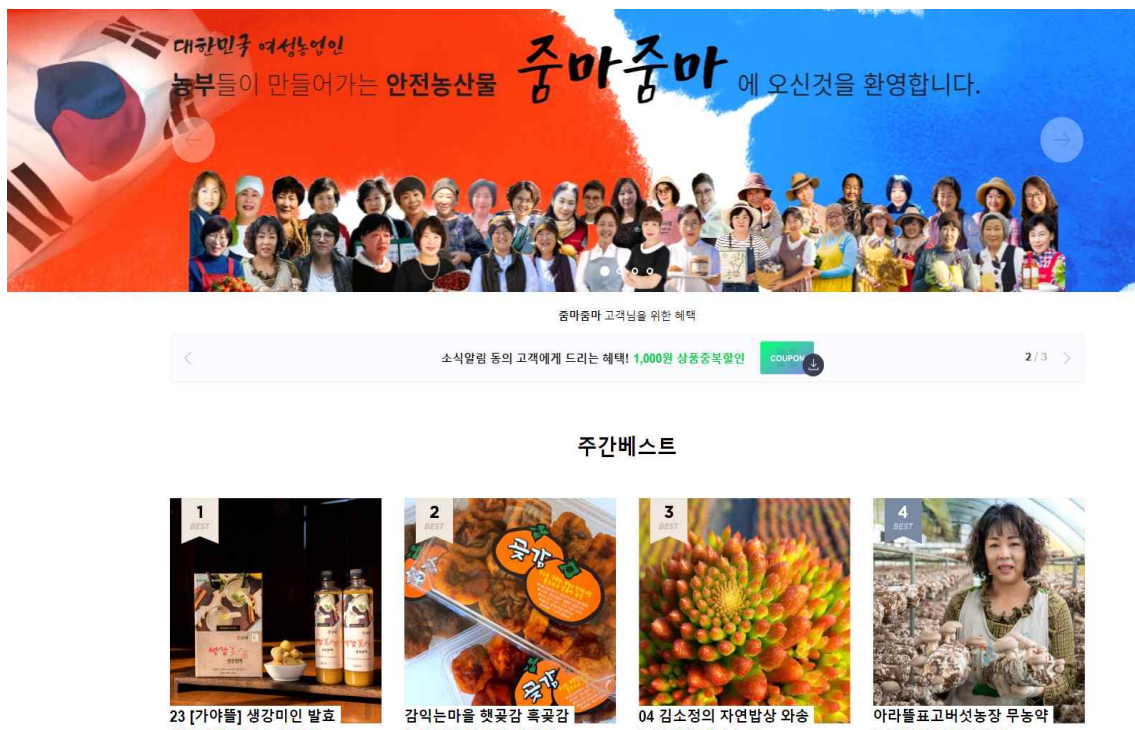 대한민국 여성농업인
농부들이 만들어가는 안전농산물 줌마줌마 에 오신것을 환영합니다.
줌마줌마 고객님을 위한 혜택
소식알림 동의 고객에게 드리는 혜택! 1,000원 상품중복할인 COUPON 2 / 3
주간베스트
1
BEST
2
BEST
3
BEST
4
BEST
곶감
곶감
23 [가야뜰] 생강미인 발효
감익는마을 햇곶감 흑곶감
04 김소정의 자연밥상 와송
아라뜰표고버섯농장 무농약